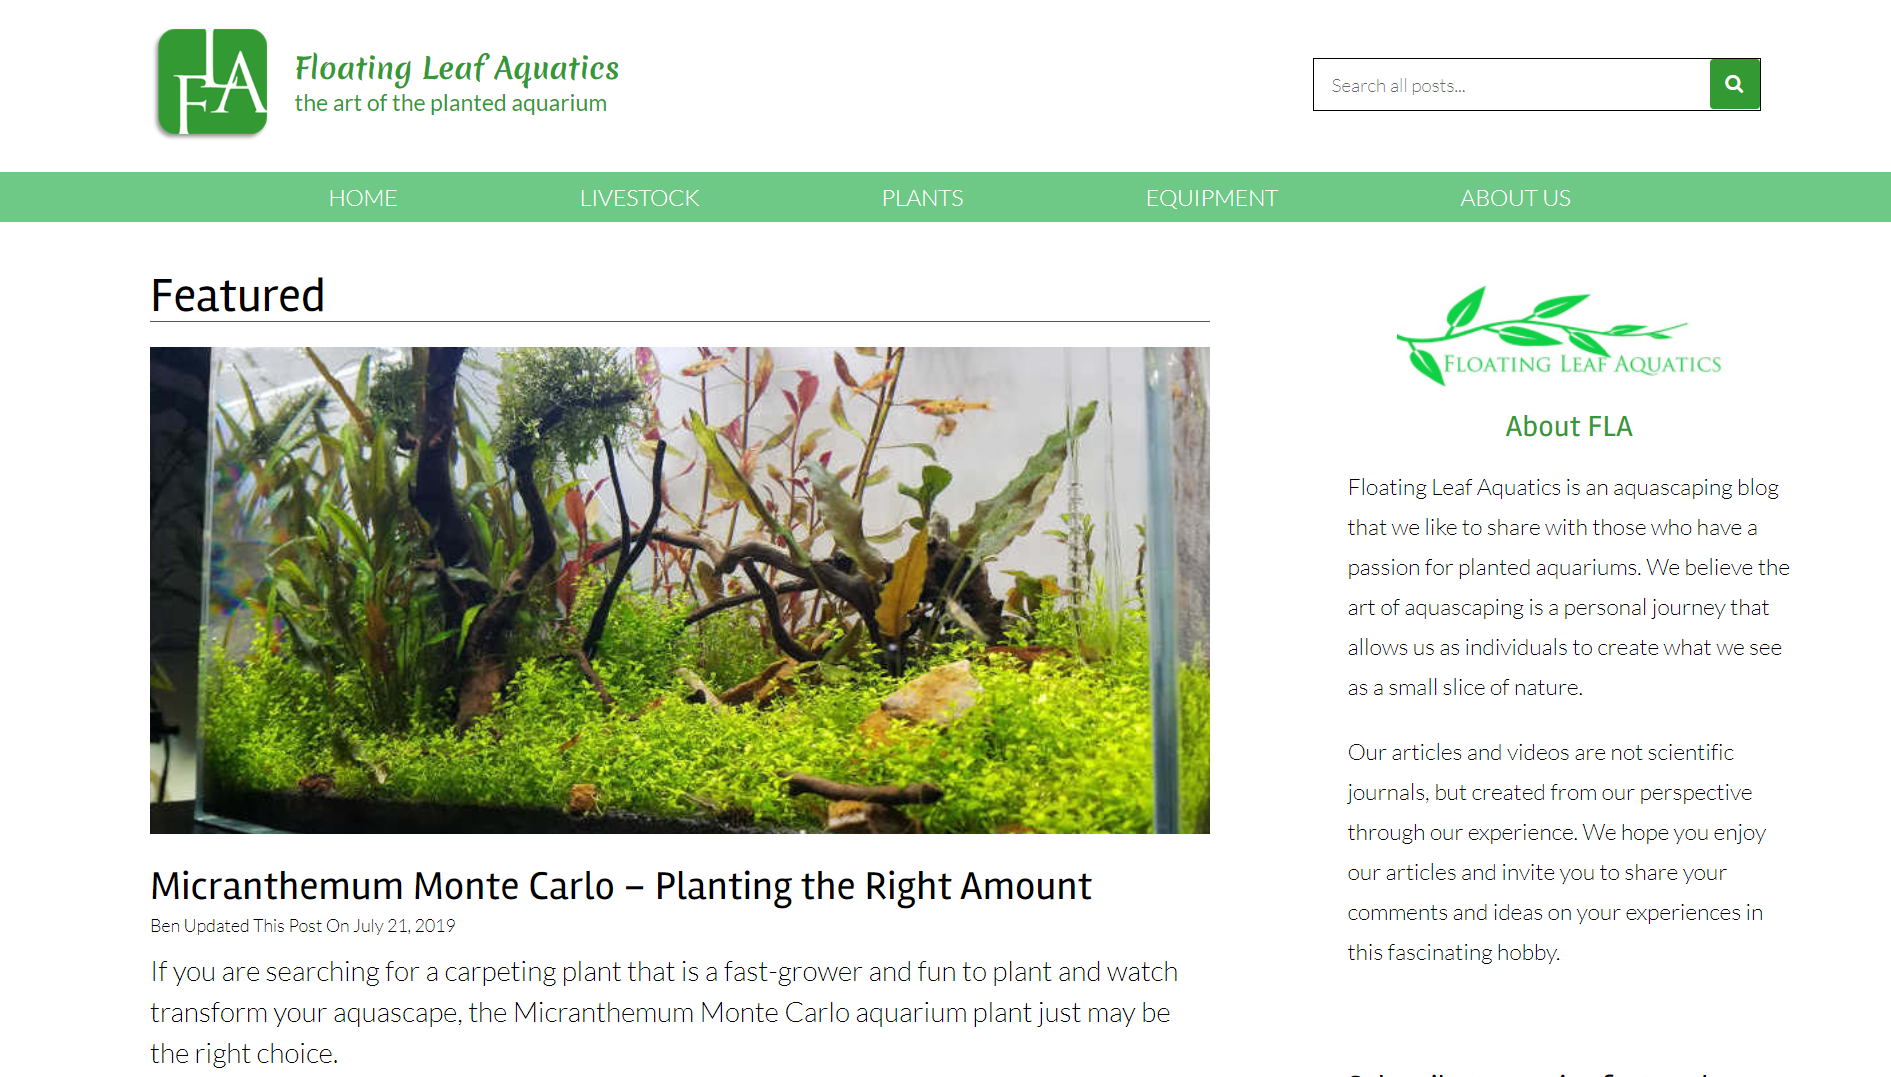 FLA
Floating Leaf Aquatics
the art of the planted aquarium
Search all posts...
HOME
LIVESTOCK
PLANTS
EQUIPMENT
ABOUT US
Featured
Micranthemum Monte Carlo – Planting the Right Amount
Ben Updated This Post On July 21, 2019
If you are searching for a carpeting plant that is a fast-grower and fun to plant and watch
transform your aquascape, the Micranthemum Monte Carlo aquarium plant just may be
the right choice.
FLOATING LEAF AQUATICS
About FLA
Floating Leaf Aquatics is an aquascaping blog
that we like to share with those who have a
passion for planted aquariums. We believe the
art of aquascaping is a personal journey that
allows us as individuals to create what we see
as a small slice of nature.
Our articles and videos are not scientific
journals, but created from our perspective
through our experience. We hope you enjoy
our articles and invite you to share your
comments and ideas on your experiences in
this fascinating hobby.